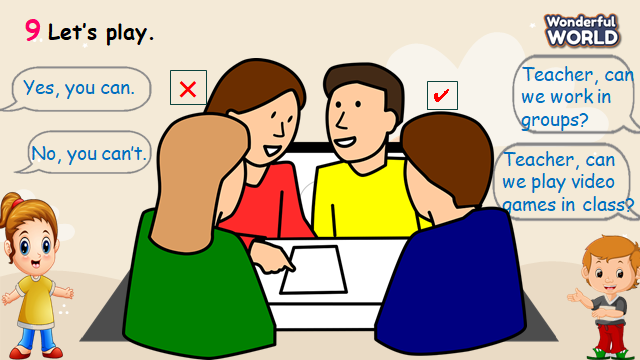 9 Let's play.
Wonderful
WORLD
Yes, you can.
No, you can't.
Teacher, can
we work in
groups?
Teacher, can
we play video
games in class?